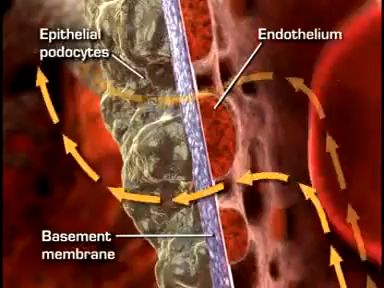 Epithelial
podocytes
Endothelium
Basement
membrane